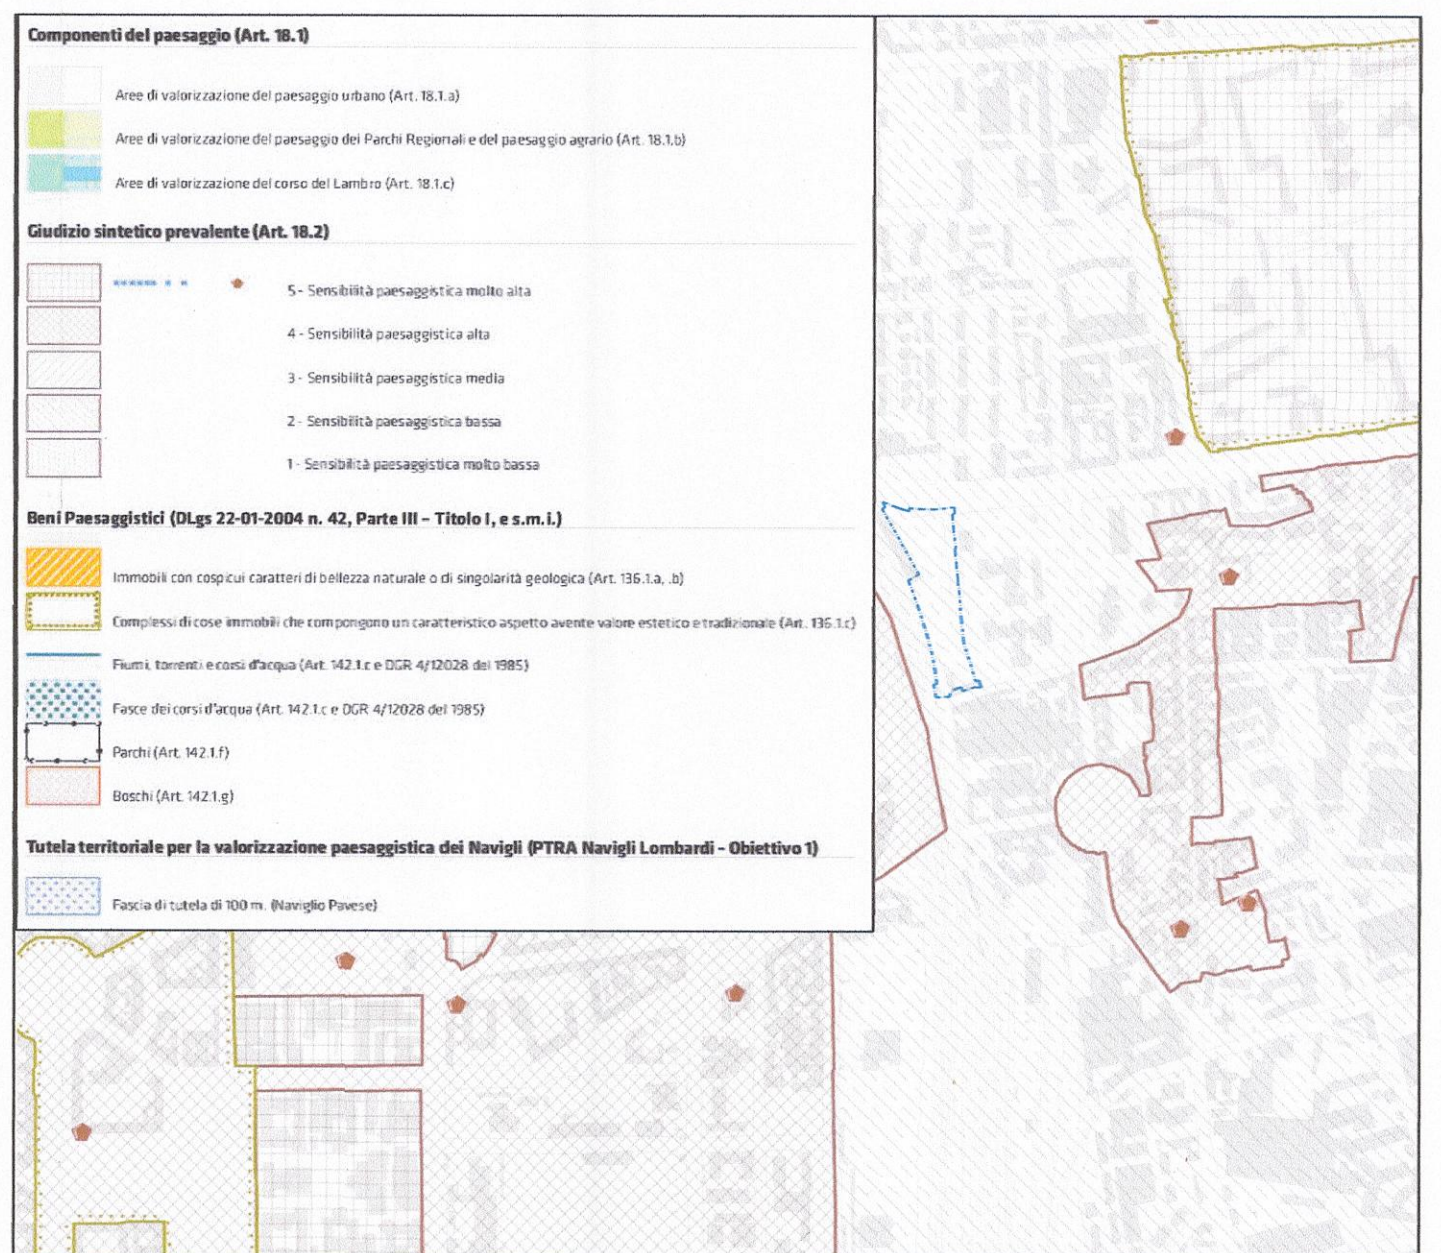 Componenti del paesaggio (Art. 18.1)
Aree di valorizzazione del paesaggio urbano (Art. 18.1.a)
Aree di valorizzazione del paesaggio dei Parchi Regionali e del paesaggio agrario (Art. 18.1.b)
Aree di valorizzazione del corso del Lambro (Art. 18.1.c)
Giudizio sintetico prevalente (Art. 18.2)
5 - Sensibilità paesaggistica molto alta
4 - Sensibilità paesaggistica alta
3 - Sensibilità paesaggistica media
2 - Sensibilità paesaggistica bassa
1 - Sensibilità paesaggistica molto bassa
Beni Paesaggistici (DLgs 22-01-2004 n. 42, Parte III – Titolo I, e s.m.i.)
Immobili con cospicui caratteri di bellezza naturale o di singolarità geologica (Art. 136.1.a, .b)
Complessi di cose immobili che compongono un caratteristico aspetto avente valore estetico e tradizionale (Art. 136.1.c)
Fiumi, torrenti e corsi d'acqua (Art. 142.1.c e DGR 4/12028 del 1985)
Fasce dei corsi d'acqua (Art. 142.1.c e DGR 4/12028 del 1985)
Parchi (Art. 142.1.f)
Boschi (Art. 142.1.g)
Tutela territoriale per la valorizzazione paesaggistica dei Navigli (PTRA Navigli Lombardi - Obiettivo 1)
Fascia di tutela di 100 m. (Naviglio Pavese)